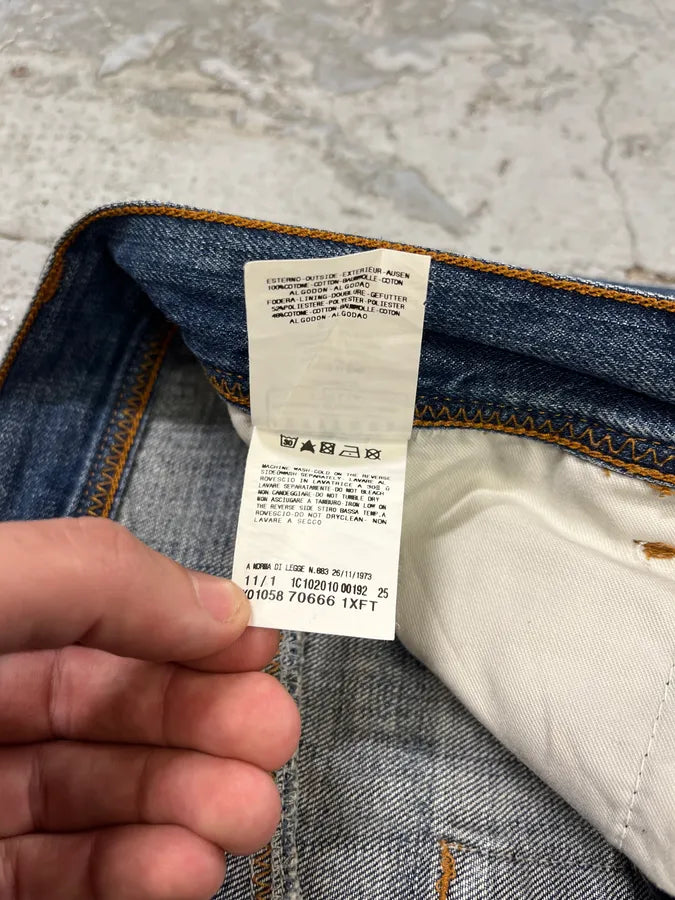 ESTERNO-OUTSIDE-EXTERIEUR-AUSEN
100%COTONE-COTTON-BAUMWOLLE-COTON
ALGODON-ALGODAO
FODERA-LINING-DOUBLURE-GEFUTTER
52%POLIESTERE-POLYESTER-POLIESTER
48%COTONE-COTTON-BAUMWOLLE-COTON
ALGODON-ALGODAO
30
MACHINE WASH-COLD ON THE REVERSE
SIDE(WASH SEPARATELY. LAVARE AL
ROVESCIO IN LAVATRICE A 30G O
LAVARE SEPARATAMENTE-DO NOT BLEACH
NON CANDEGGIARE-DO NOT TUMBLE DRY
NON ASCIUGARE A TAMBURO-IRON LOW ON
THE REVERSE SIDE STIRO BASSA TEMP.A
ROVESCIO-DO NOT DRYCLEAN- NON
LAVARE A SECCO
A NORMA DI LEGGE N.883 26/11/1973
11/1 1C102010 00192 25
X01058 70666 1XFT